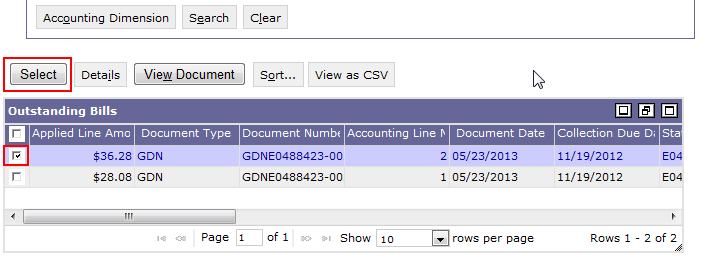 Accounting Dimension Search Clear
Select Details View Document Sort... View as CSV
Outstanding Bills
Applied Line Amo Document Type Document Numbe Accounting Line N Document Date Collection Due Da Stat
$36.28 GDN GDNE0488423-00 2 05/23/2013 11/19/2012 E04
$28.08 GDN GDNE0488423-00 1 05/23/2013 11/19/2012 E04
Page 1 of 1 Show 10 rows per page Rows 1 - 2 of 2